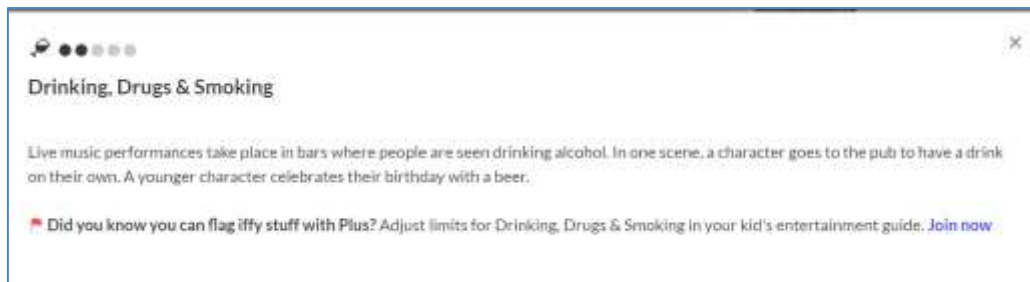 Drinking, Drugs & Smoking
Live music performances take place in bars where people are seen drinking alcohol. In one scene, a character goes to the pub to have a drink
on their own. A younger character celebrates their birthday with a beer.
Did you know you can flag iffy stuff with Plus? Adjust limits for Drinking, Drugs & Smoking in your kid's entertainment guide. Join now